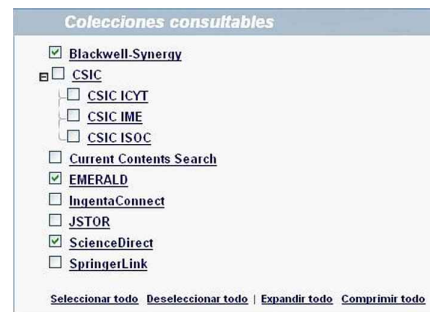 Colecciones consultables
Blackwell-Synergy
CSIC
CSIC ICYT
CSIC IME
CSIC ISOC
Current Contents Search
EMERALD
IngentaConnect
JSTOR
ScienceDirect
SpringerLink
Seleccionar todo Deseleccionar todo | Expandir todo Comprimir todo